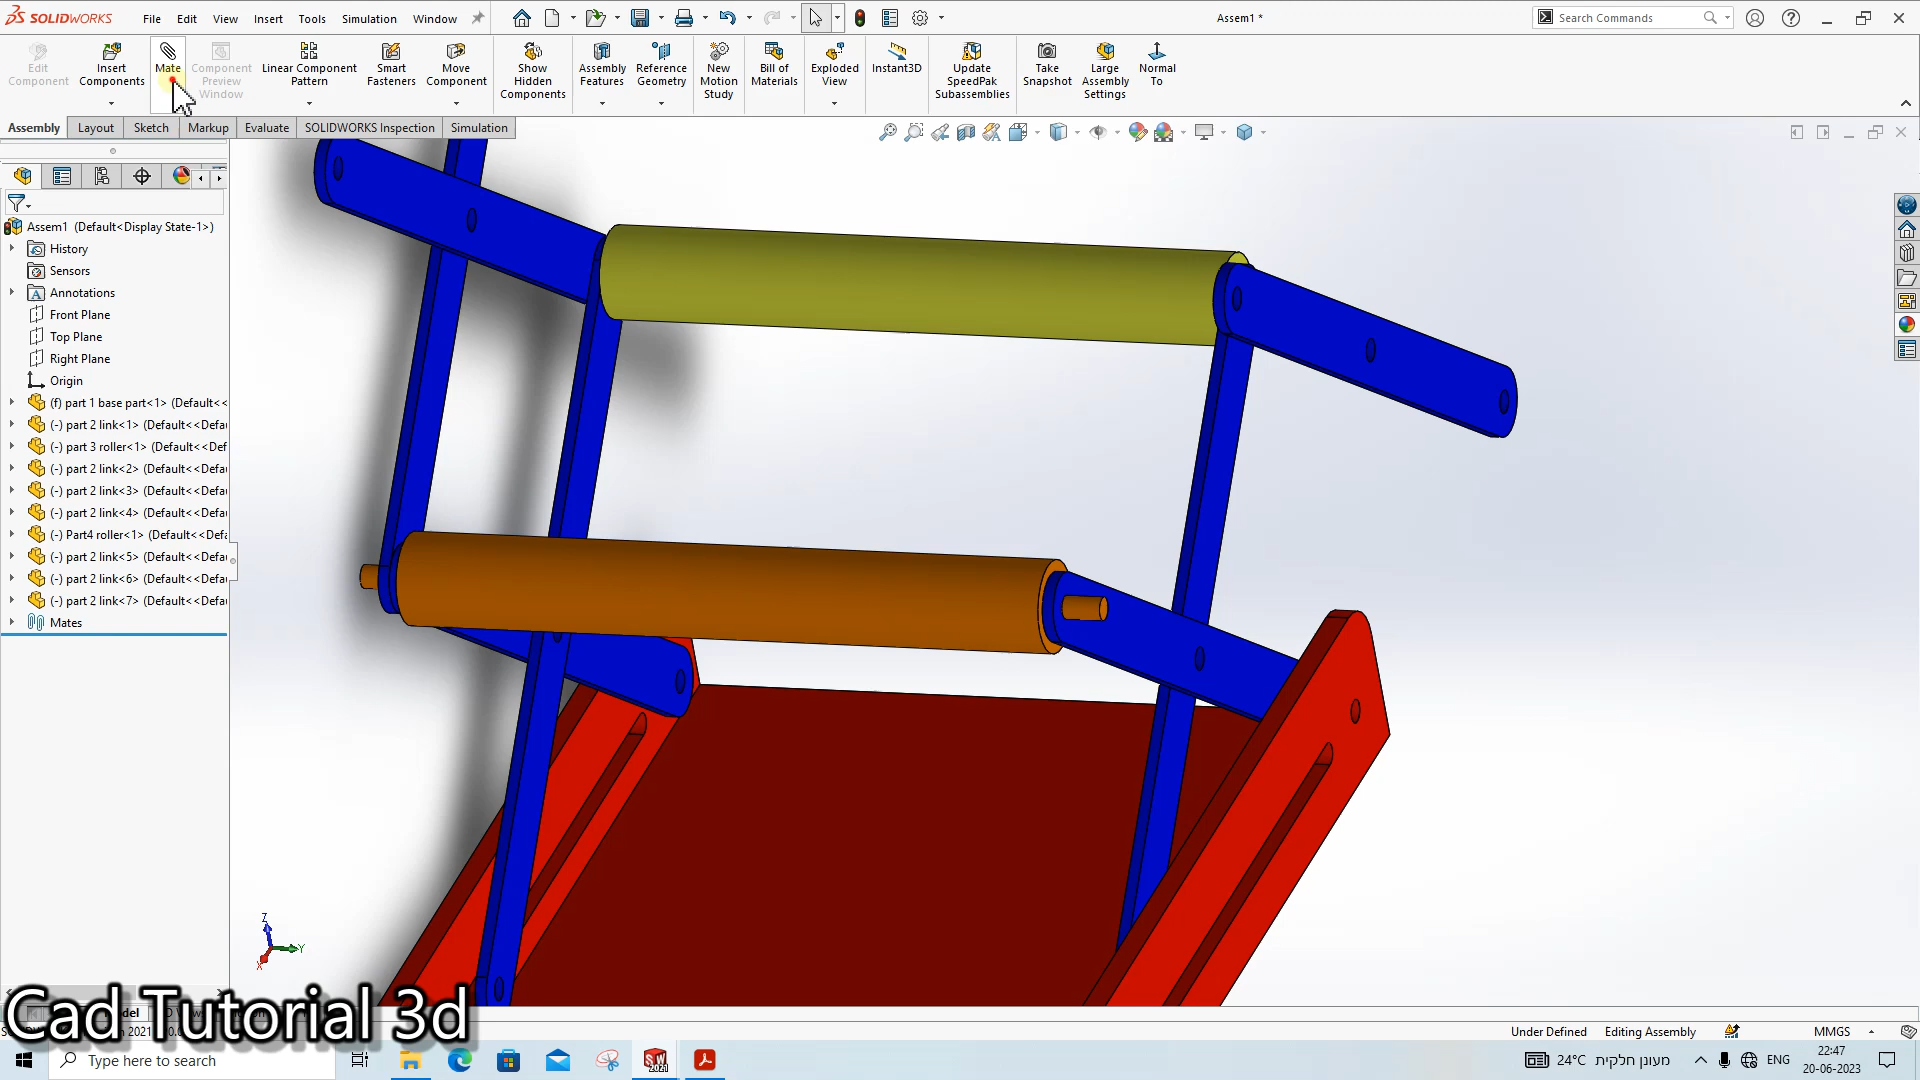 SOLIDWORKS File Edit View Insert Tools Simulation Window Assem1 * Search Commands
Edit Component
Insert Components
Mate
Component Preview Window
Linear Component Pattern
Smart Fasteners
Move Component
Show Hidden Components
Assembly Features
Reference Geometry
New Motion Study
Bill of Materials
Exploded View
Instant3D
Update SpeedPak Subassemblies
Take Snapshot
Large Assembly Settings
Normal To
Assembly Layout Sketch Markup Evaluate SOLIDWORKS Inspection Simulation
Assem1 (Default<Display State-1>)
History
Sensors
Annotations
Front Plane
Top Plane
Right Plane
Origin
(f) part 1 base part<1> (Default<<
(-) part 2 link<1> (Default<<Defau
(-) part 3 roller<1> (Default<<Def
(-) part 2 link<2> (Default<<Defau
(-) part 2 link<3> (Default<<Defau
(-) part 2 link<4> (Default<<Defau
(-) Part4 roller<1> (Default<<Defa
(-) part 2 link<5> (Default<<Defau
(-) part 2 link<6> (Default<<Defau
(-) part 2 link<7> (Default<<Defau
Mates
Z
Y
X
Cad Tutorial 3d
Under Defined Editing Assembly MMGS
Type here to search
SW 2021
24°C מעונן חלקית ENG 22:47
20-06-2023